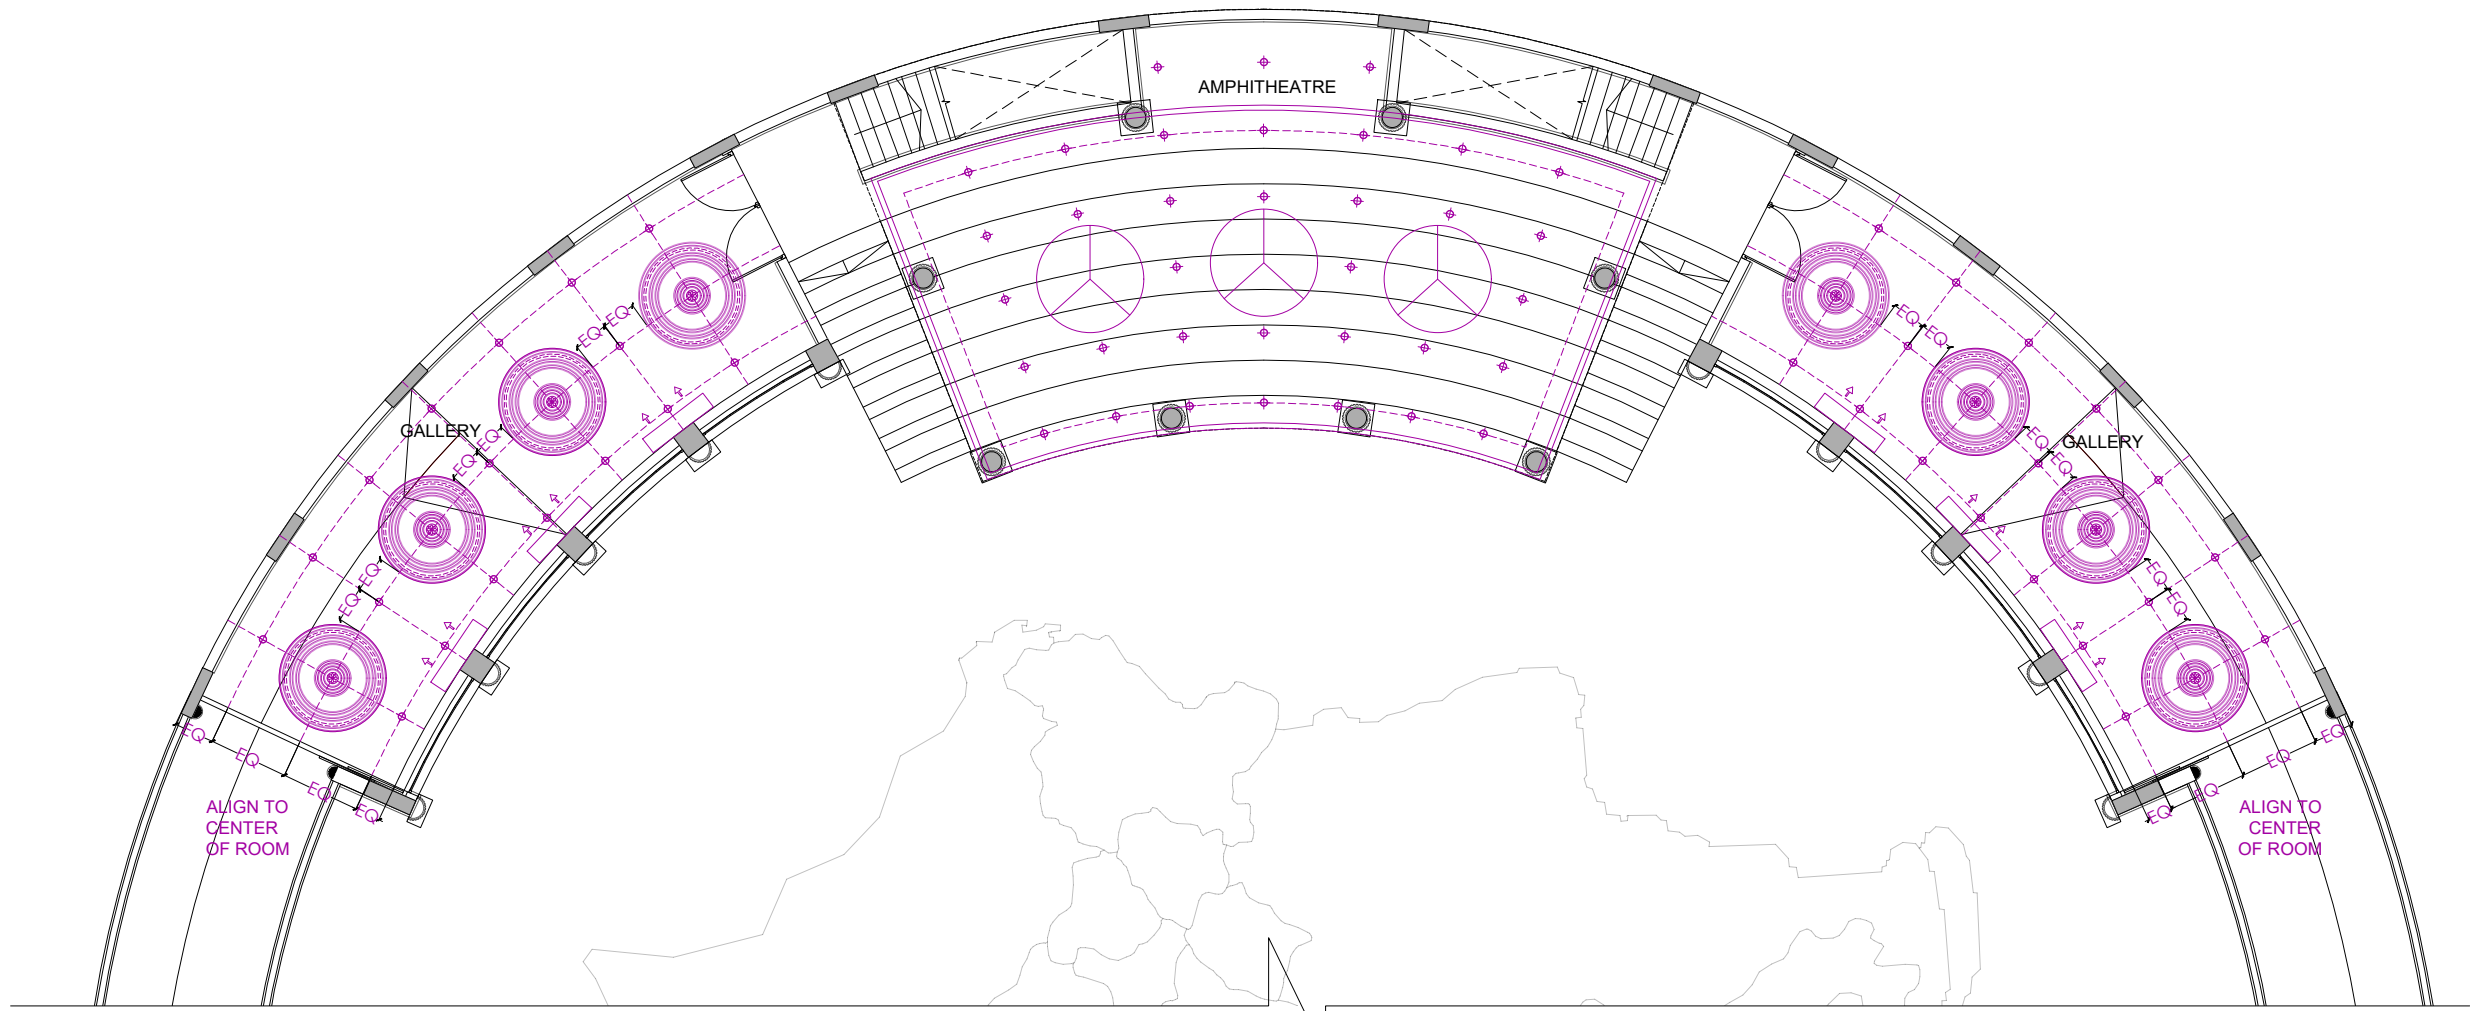 AMPHITHEATRE
EQ
EQ
EQ
EQ
GALLERY
EQ
EQ
EQ
EQ
EQ
EQ
ALIGN TO
CENTER
OF ROOM
EQ
EQ
EQ
EQ
GALLERY
EQ
EQ
EQ
EQ
EQ
EQ
ALIGN TO
CENTER
OF ROOM